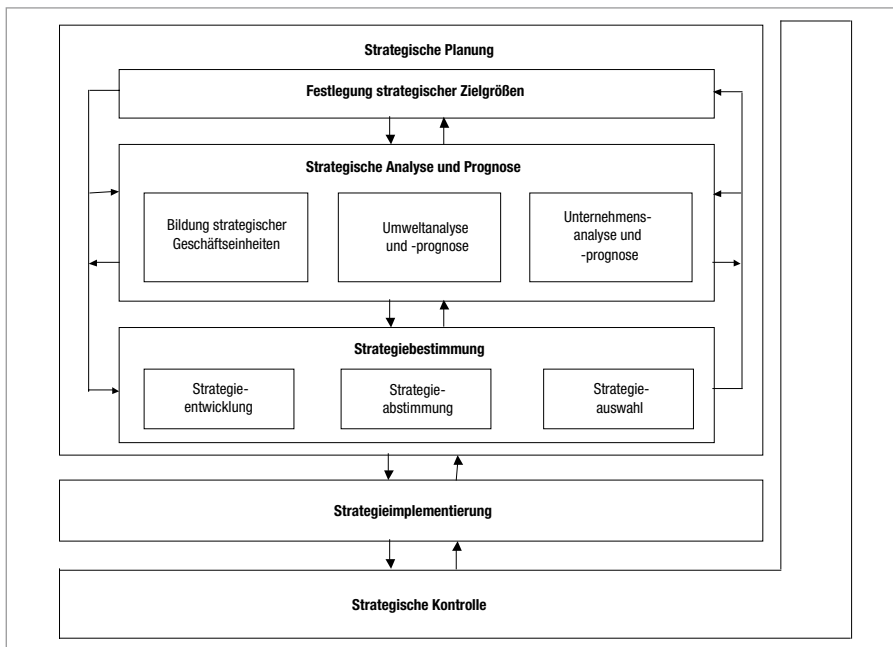 Strategische Planung
Festlegung strategischer Zielgrößen
Strategische Analyse und Prognose
Bildung strategischer
Geschäftseinheiten
Umweltanalyse
und -prognose
Unternehmens-
analyse und
-prognose
Strategiebestimmung
Strategie-
entwicklung
Strategie-
abstimmung
Strategie-
auswahl
Strategieimplementierung
Strategische Kontrolle